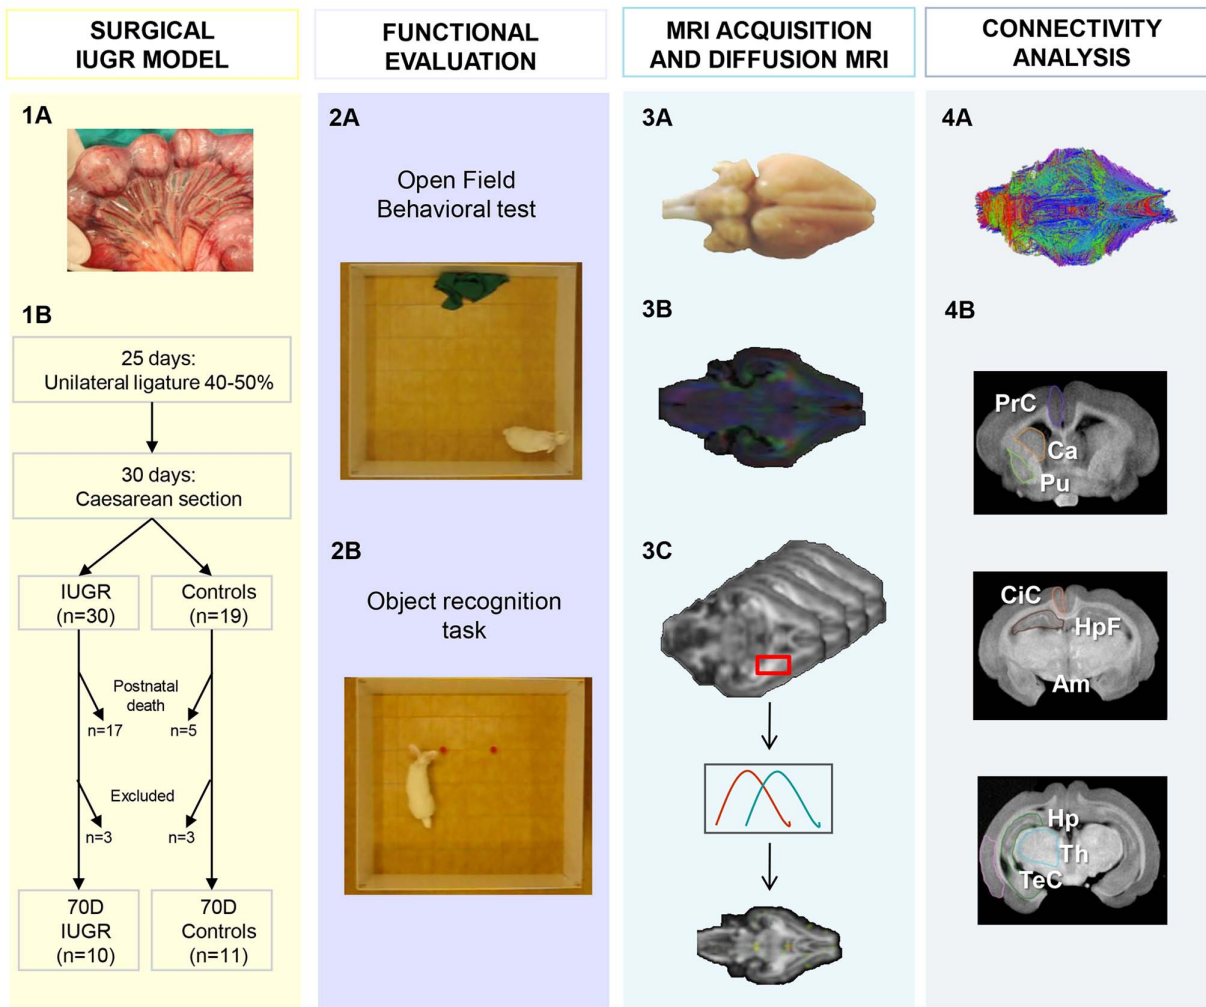 SURGICAL
IUGR MODEL
FUNCTIONAL
EVALUATION
MRI ACQUISITION
AND DIFFUSION MRI
CONNECTIVITY
ANALYSIS
1A
1B
25 days:
Unilateral ligature 40-50%
30 days:
Caesarean section
IUGR
(n=30)
Controls
(n=19)
Postnatal
death
n=17
n=5
Excluded
n=3
n=3
70D
IUGR
(n=10)
70D
Controls
(n=11)
2A
Open Field
Behavioral test
2B
Object recognition
task
3A
3B
3C
4A
4B
PrC
Ca
Pu
CiC
HpF
Am
Hp
Th
TeC